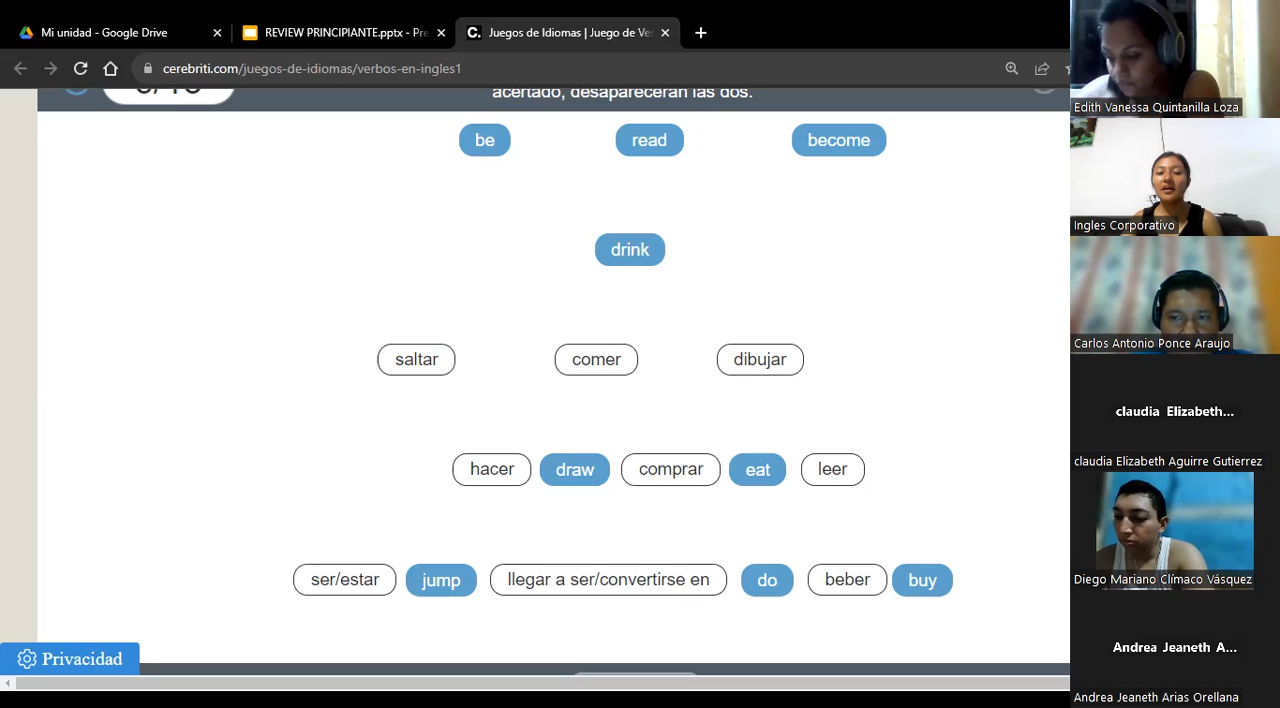 Mi unidad - Google Drive
REVIEW PRINCIPIANTE.pptx - Pre
Juegos de Idiomas | Juego de Ver
cerebriti.com/juegos-de-idiomas/verbos-en-ingles1
acertado, desaparecerán las dos.
be read become
drink
saltar comer dibujar
hacer draw comprar eat leer
ser/estar jump llegar a ser/convertirse en do beber buy
Privacidad
Edith Vanessa Quintanilla Loza
Ingles Corporativo
Carlos Antonio Ponce Araujo
claudia Elizabeth...
claudia Elizabeth Aguirre Gutierrez
Diego Mariano Clímaco Vásquez
Andrea Jeaneth A...
Andrea Jeaneth Arias Orellana